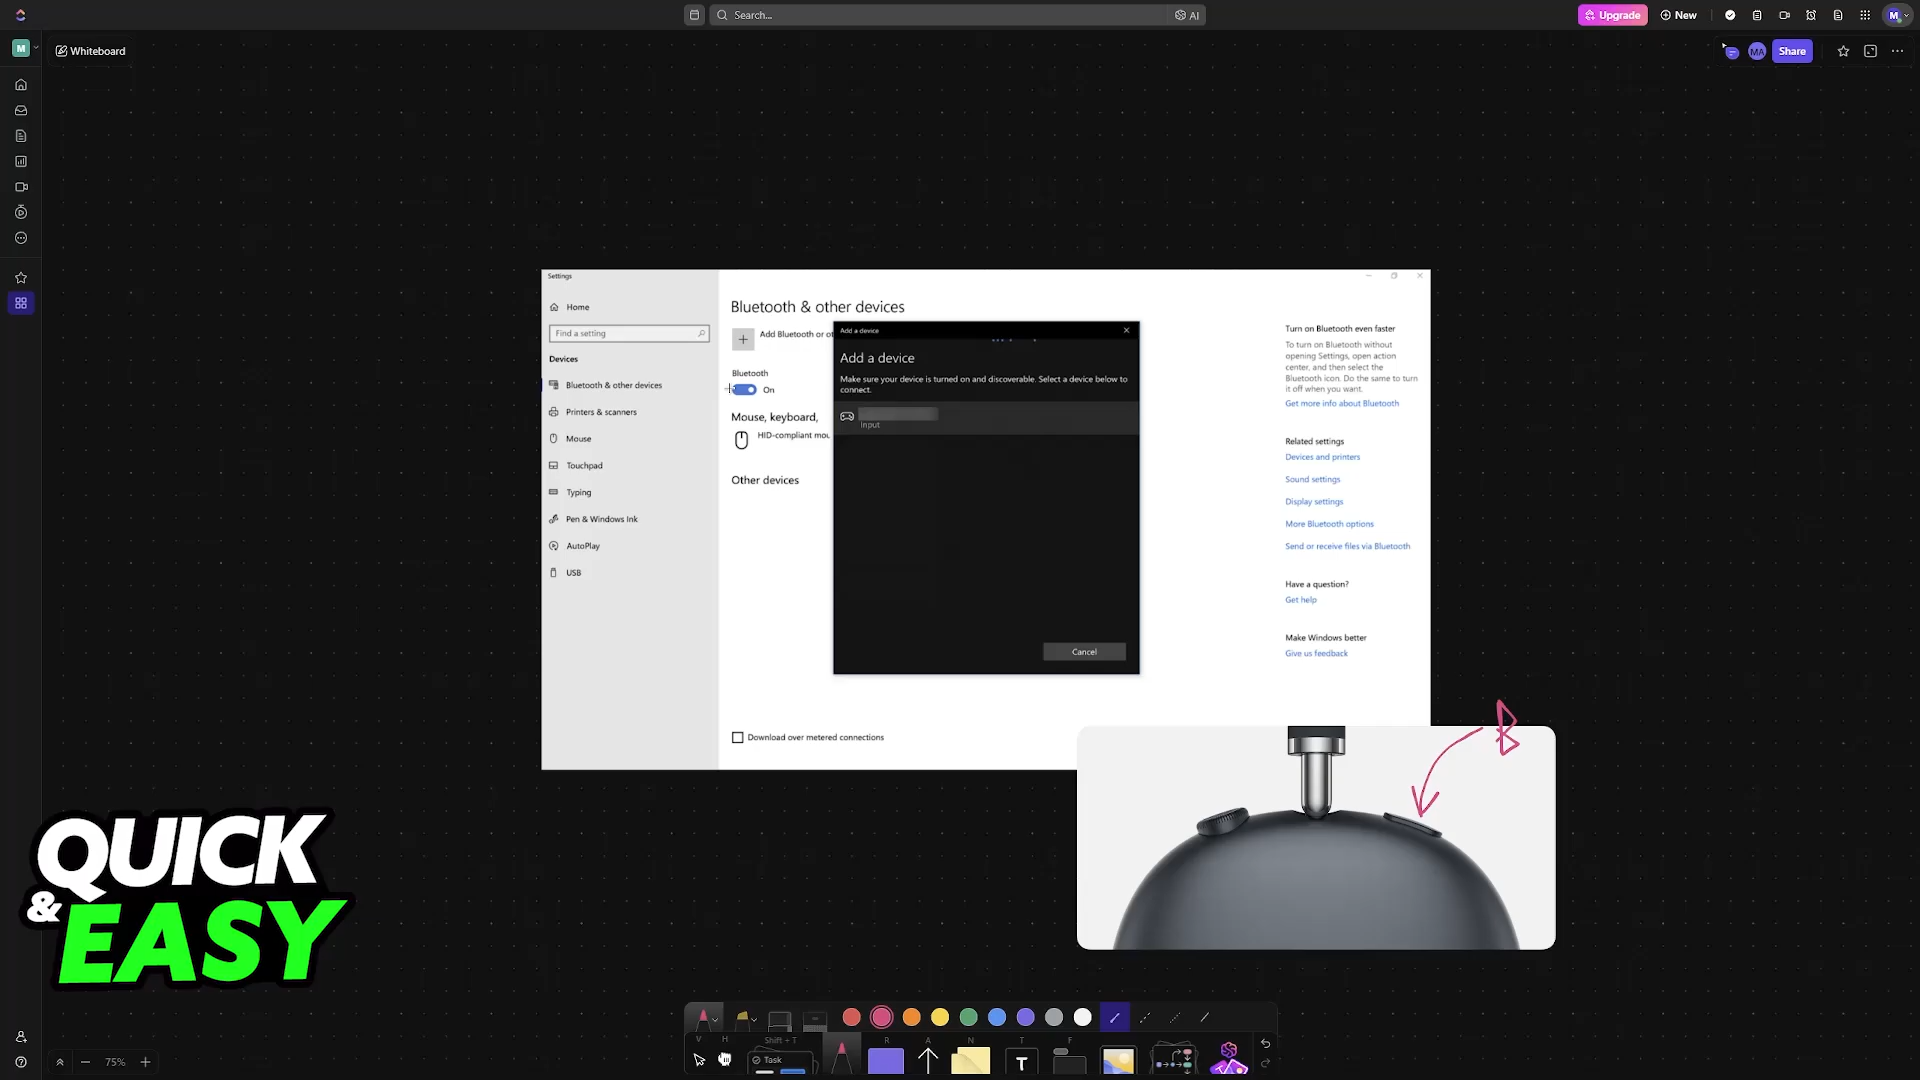 Search...
AI
Upgrade
New
M
M
Whiteboard
MA
Share
Settings
Home
Find a setting
Devices
Bluetooth & other devices
Printers & scanners
Mouse
Touchpad
Typing
Pen & Windows Ink
AutoPlay
USB
Bluetooth & other devices
Add Bluetooth or ot
Bluetooth
On
Mouse, keyboard,
HID-compliant mou
Other devices
Download over metered connections
Add a device
Add a device
Make sure your device is turned on and discoverable. Select a device below to
connect.
Input
Cancel
Turn on Bluetooth even faster
To turn on Bluetooth without
opening Settings, open action
center, and then select the
Bluetooth icon. Do the same to turn
it off when you want.
Get more info about Bluetooth
Related settings
Devices and printers
Sound settings
Display settings
More Bluetooth options
Send or receive files via Bluetooth
Have a question?
Get help
Make Windows better
Give us feedback
QUICK
& EASY
75%
V
H
Shift + T
R
A
N
T
F
Task
T